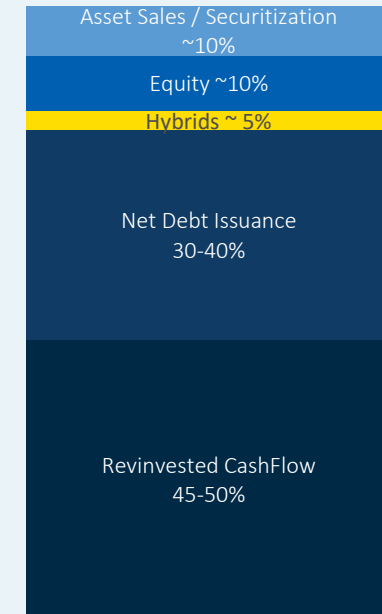 Asset Sales / Securitization
~10%
Equity ~10%
Hybrids ~ 5%
Net Debt Issuance
30-40%
Revinvested CashFlow
45-50%